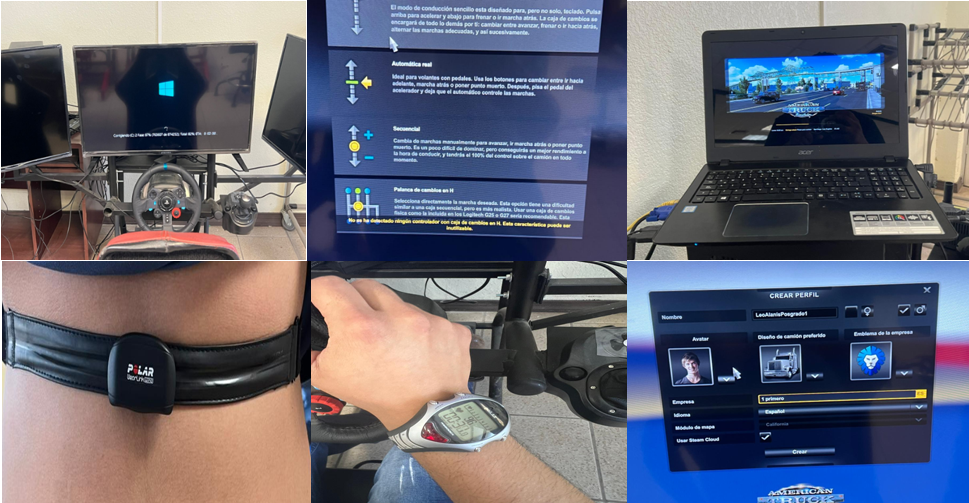 El modo de conducción sencillo esta diseñado para, pero no solo, teclado. Pulsa
arriba para acelerar y abajo para frenar o ir marcha atrás. La caja de cambios se
encargará de todo lo demás por ti: cambiar entre avanzar, frenar o ir hacia atrás,
alternar las marchas adecuadas, y así sucesivamente.
Automática real
Ideal para volantes con pedales. Usa los botones para cambiar entre ir hacia
adelante, marcha atrás o poner punto muerto. Después, pisa el pedal del
acelerador y deja que el automático controle las marchas.
Secuencial
Cambia de marchas manualmente para avanzar, ir marcha atrás o poner punto
muerto. Es un poco difícil de dominar, pero conseguirás un mejor rendimiento a
la hora de conducir, y tendrás el 100% del control sobre el camión en todo
momento.
Palanca de cambios en H
Selecciona directamente la marcha deseada. Esta opción tiene una dificultad
similar a una caja secuencial, pero es más realista. Usar una caja de cambios
física como la incluida en los Logitech G25 o G27 sería recomendable. Esta
No se ha detectado ningún controlador con caja de cambios en H. Esta característica puede ser
inutilizable.
AMERICAN
TRUCK
acer
POLAR
CREAR PERFIL
Nombre
LeoAlanisPosgrado1
Avatar
Diseño de camión preferido
Emblema de la empresa
Empresa
1 primero
Idioma
Español
Módulo de mapa
California
Usar Steam Cloud
Crear
AMERICAN
TRUCK